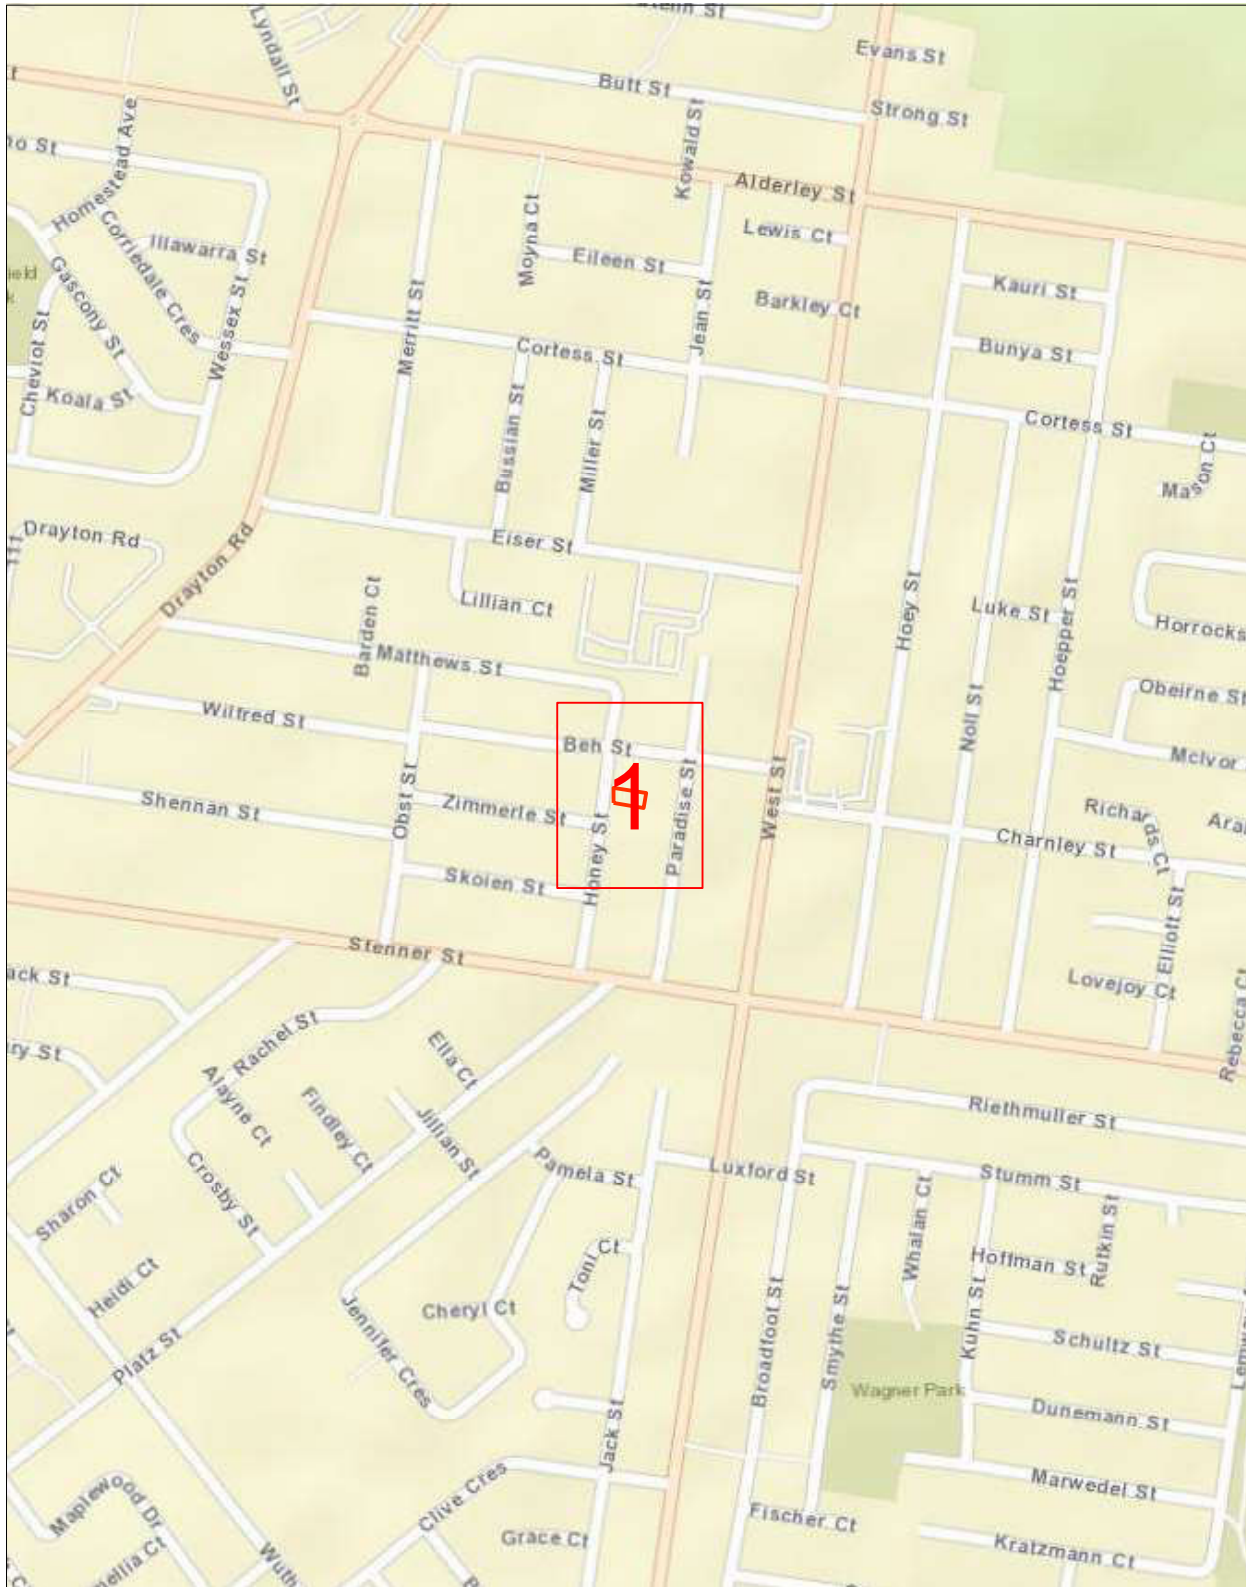 Lyndall St
Evans St
Butt St
Strong St
Homestead Ave
Kowald St
Alderley St
Lewis Ct
Corriedale Cres
Illawarra St
Moyna Ct
Eileen St
Gascony St
Wessex St
Merritt St
Jean St
Barkley Ct
Kauri St
Bunya St
Cheviot St
Koala St
Cortess St
Bussian St
Miller St
Cortess St
Mason Ct
Drayton Rd
Drayton Rd
111
Eiser St
Lillian Ct
Barden Ct
Matthews St
Hoey St
Luke St
Hoepper St
Horrocks
Obeirne St
Wilfred St
Beh St
Noll St
McIvor
Shennan St
Obst St
Zimmerle St
1
Honey St
Paradise St
West St
Richards Ct
Charnley St
Skoien St
Elliott St
Stenner St
ack St
Lovejoy Ct
Rebecca Ct
ry St
Rachel St
Ella Ct
Alayne Ct
Findley Ct
Jillian St
Riethmuller St
Crosby St
Pamela St
Luxford St
Stumm St
Sharon Ct
Whalan Ct
Rutkin St
Toni Ct
Hoffman St
Heidi Ct
Jennifer Cres
Cheryl Ct
Broadfoot St
Smythe St
Kuhn St
Schultz St
Platz St
Wagner Park
Dunemann St
Jack St
Marwedel St
Maplewood Dr
Clive Cres
Fischer Ct
Grace Ct
Kratzmann Ct